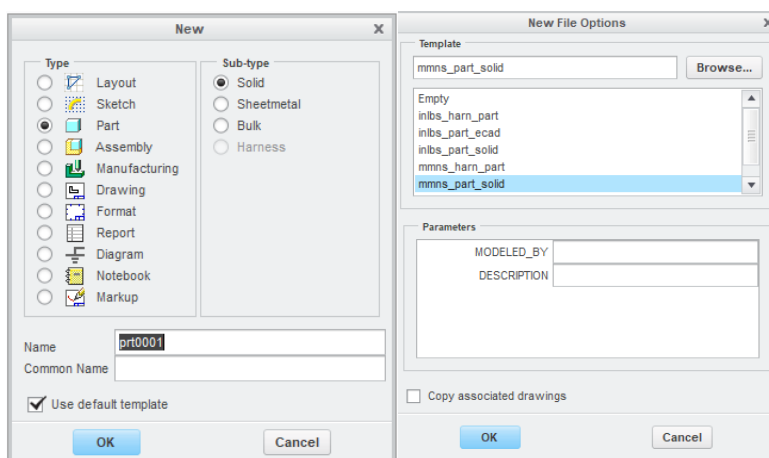 New
Type
Layout
Sketch
Part
Assembly
Manufacturing
Drawing
Format
Report
Diagram
Notebook
Markup
Sub-type
Solid
Sheetmetal
Bulk
Harness
Name
prt0001
Common Name
Use default template
OK
Cancel
New File Options
Template
mmns_part_solid
Browse...
Empty
inlbs_harn_part
inlbs_part_ecad
inlbs_part_solid
mmns_harn_part
mmns_part_solid
Parameters
MODELED_BY
DESCRIPTION
Copy associated drawings
OK
Cancel